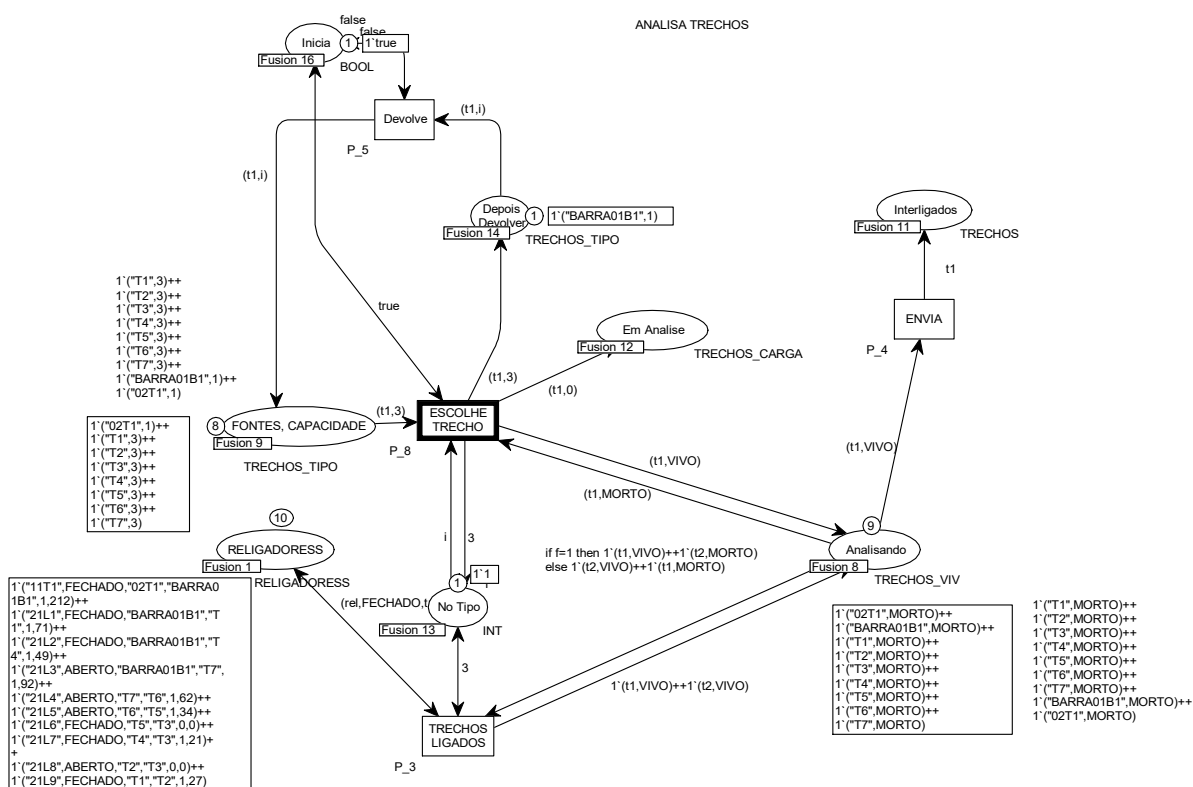 ANALISA TRECHOS
false
false
Inicia
1
1`true
Fusion 16
BOOL
Devolve
P_5
(t1,i)
(t1,i)
Depois
Devolver
1
1`("BARRA01B1",1)
Fusion 14
TRECHOS_TIPO
Interligados
Fusion 11
TRECHOS
t1
ENVIA
P_4
true
Em Analise
Fusion 12
TRECHOS_CARGA
(t1,3)
(t1,0)
1`("T1",3)++
1`("T2",3)++
1`("T3",3)++
1`("T4",3)++
1`("T5",3)++
1`("T6",3)++
1`("T7",3)++
1`("BARRA01B1",1)++
1`("02T1",1)
8
FONTES, CAPACIDADE
Fusion 9
TRECHOS_TIPO
(t1,3)
ESCOLHE
TRECHO
P_8
1`("02T1",1)++
1`("T1",3)++
1`("T2",3)++
1`("T3",3)++
1`("T4",3)++
1`("T5",3)++
1`("T6",3)++
1`("T7",3)
(t1,VIVO)
(t1,MORTO)
(t1,VIVO)
10
RELIGADORESS
Fusion 1
RELIGADORESS
i
3
if f=1 then 1`(t1,VIVO)++1`(t2,MORTO)
else 1`(t2,VIVO)++1`(t1,MORTO)
9
Analisando
Fusion 8
TRECHOS_VIV
1
1`1
(rel,FECHADO,t
No Tipo
Fusion 13
INT
3
1`("11T1",FECHADO,"02T1","BARRA0
1B1",1,212)++
1`("21L1",FECHADO,"BARRA01B1","T
1",1,71)++
1`("21L2",FECHADO,"BARRA01B1","T
4",1,49)++
1`("21L3",ABERTO,"BARRA01B1","T7",
1,92)++
1`("21L4",ABERTO,"T7","T6",1,62)++
1`("21L5",ABERTO,"T6","T5",1,34)++
1`("21L6",FECHADO,"T5","T3",0,0)++
1`("21L7",FECHADO,"T4","T3",1,21)+
+
1`("21L8",ABERTO,"T2","T3",0,0)++
1`("21L9",FECHADO,"T1","T2",1,27)
TRECHOS
LIGADOS
P_3
1`(t1,VIVO)++1`(t2,VIVO)
1`("02T1",MORTO)++
1`("BARRA01B1",MORTO)++
1`("T1",MORTO)++
1`("T2",MORTO)++
1`("T3",MORTO)++
1`("T4",MORTO)++
1`("T5",MORTO)++
1`("T6",MORTO)++
1`("T7",MORTO)
1`("T1",MORTO)++
1`("T2",MORTO)++
1`("T3",MORTO)++
1`("T4",MORTO)++
1`("T5",MORTO)++
1`("T6",MORTO)++
1`("T7",MORTO)++
1`("BARRA01B1",MORTO)++
1`("02T1",MORTO)